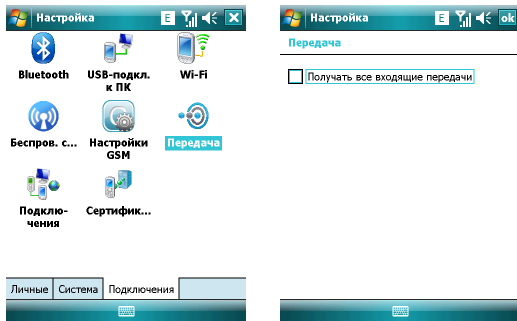 Настройка
E
Bluetooth
USB-подкл.
к ПК
Wi-Fi
Беспров. с...
Настройки
GSM
Передача
Подклю-
чения
Сертифик...
Личные
Система
Подключения
Настройка
E
ok
Передача
Получать все входящие передачи